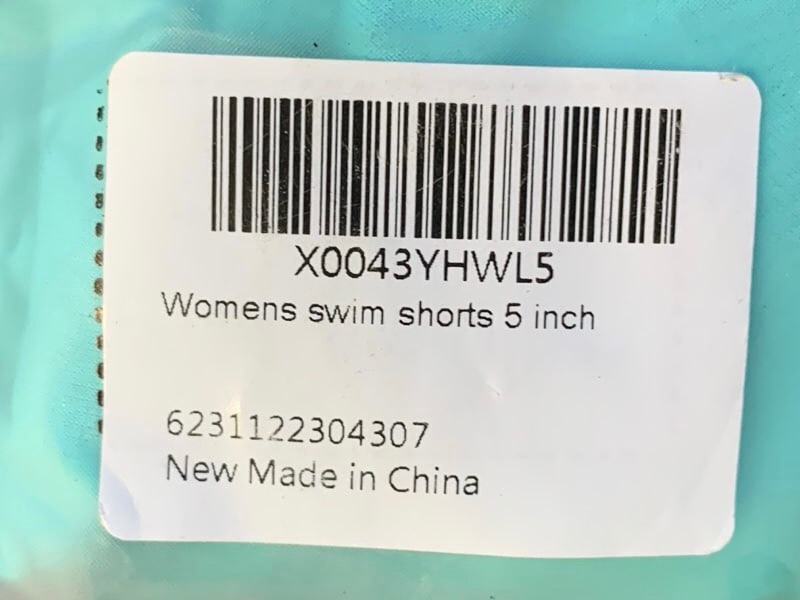 X0043YHWL5
Womens swim shorts 5 inch
6231122304307
New Made in China